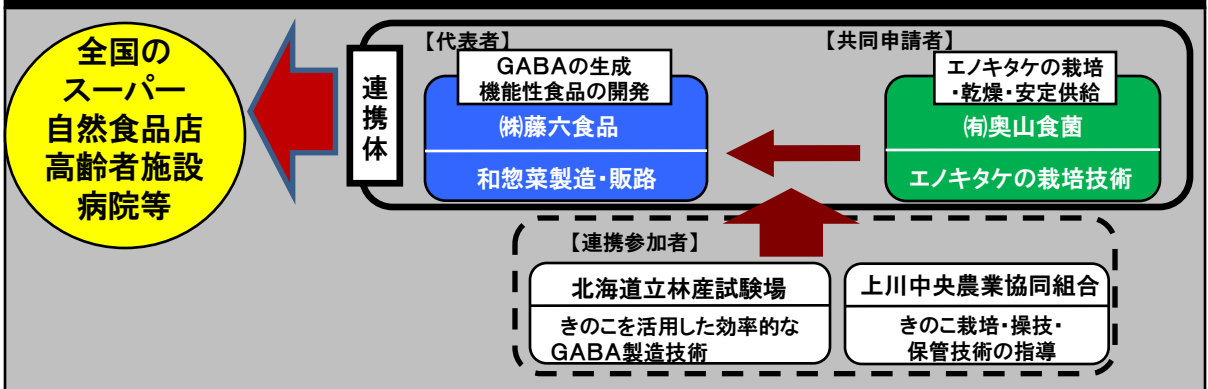 全国の
スーパー
自然食品店
高齢者施設
病院等
連携体
【代表者】
GABAの生成
機能性食品の開発
㈱藤六食品
和惣菜製造・販路
【共同申請者】
エノキタケの栽培
・乾燥・安定供給
㈲奥山食菌
エノキタケの栽培技術
【連携参加者】
北海道立林産試験場
きのこを活用した効率的な
GABA製造技術
上川中央農業協同組合
きのこ栽培・操技・
保管技術の指導